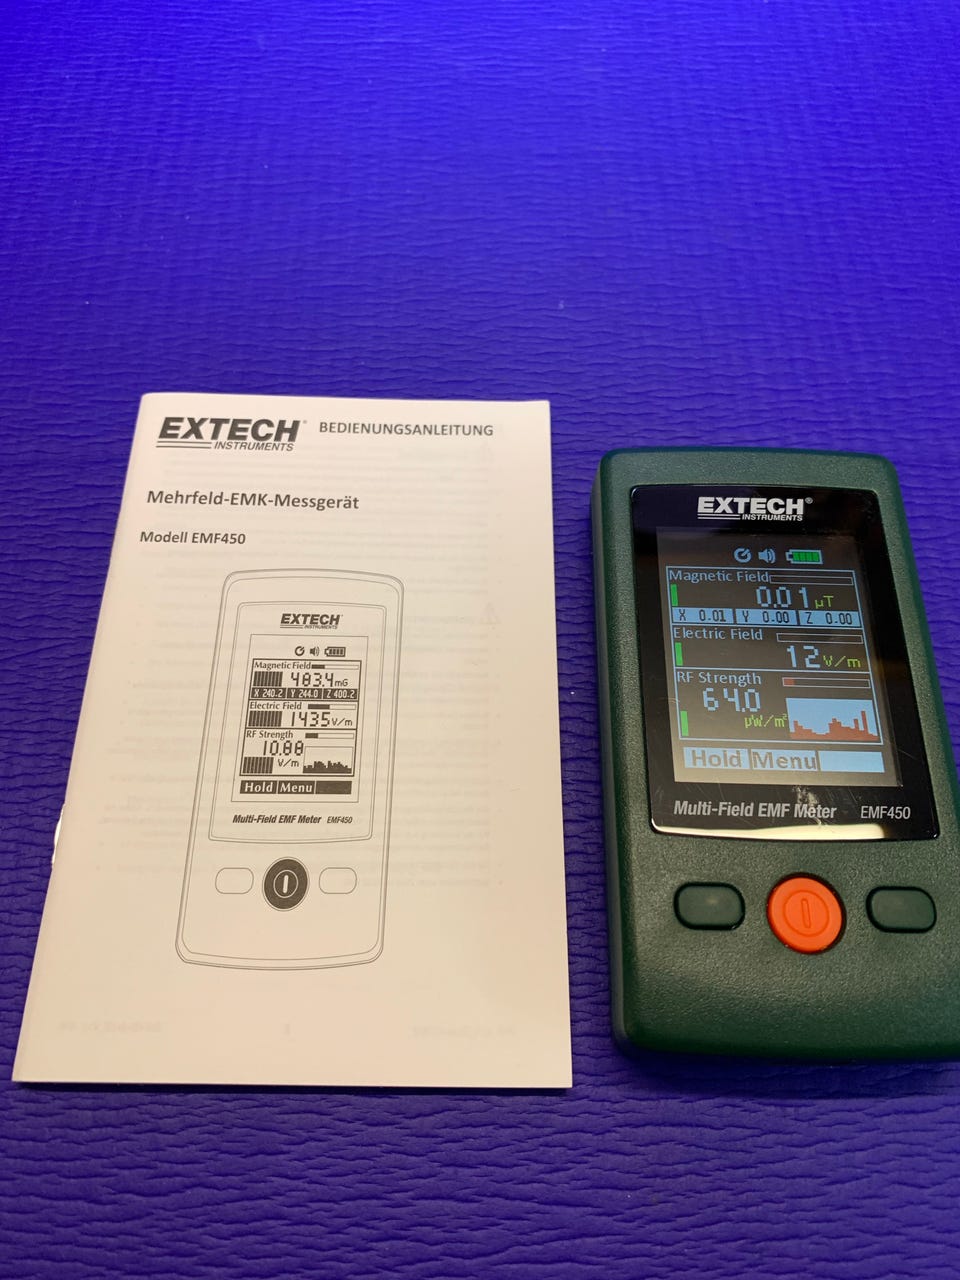 EXTECH® BEDIENUNGSANLEITUNG
INSTRUMENTS
Mehrfeld-EMK-Messgerät
Modell EMF450
EXTECH
INSTRUMENTS
Magnetic Field
483.4mG
X 240.2 Y 244.0 Z 400.2
Electric Field
1435V/m
RF Strength
10.88
V/m
Hold Menu
Multi-Field EMF Meter EMF450
EXTECH®
INSTRUMENTS
Magnetic Field
0.01 µT
X 0.01 Y 0.00 Z 0.00
Electric Field
12 V/m
RF Strength
64.0
µW/m²
Hold Menu
Multi-Field EMF Meter EMF450